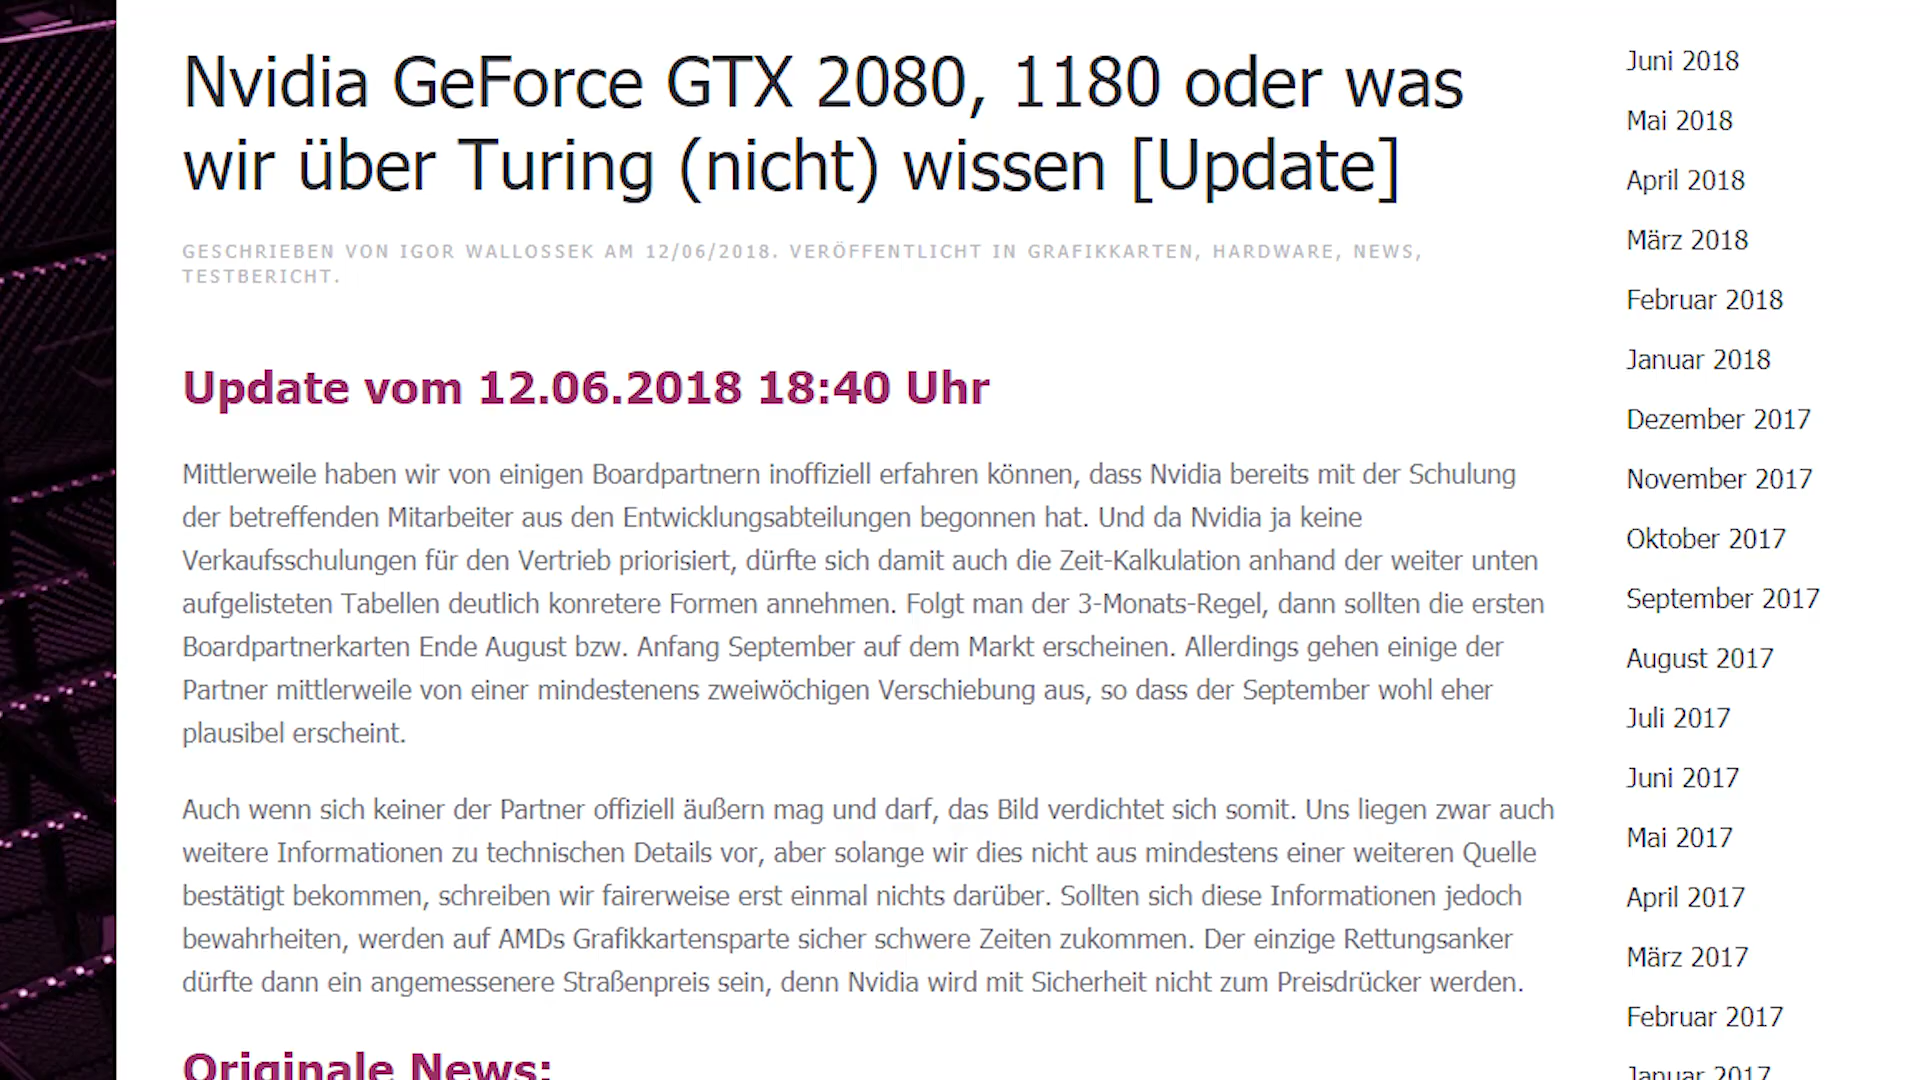 Nvidia GeForce GTX 2080, 1180 oder was
wir über Turing (nicht) wissen [Update]
GESCHRIEBEN VON IGOR WALLOSSEK AM 12/06/2018. VERÖFFENTLICHT IN GRAFIKKARTEN, HARDWARE, NEWS,
TESTBERICHT.
Update vom 12.06.2018 18:40 Uhr
Mittlerweile haben wir von einigen Boardpartnern inoffiziell erfahren können, dass Nvidia bereits mit der Schulung
der betreffenden Mitarbeiter aus den Entwicklungsabteilungen begonnen hat. Und da Nvidia ja keine
Verkaufsschulungen für den Vertrieb priorisiert, dürfte sich damit auch die Zeit-Kalkulation anhand der weiter unten
aufgelisteten Tabellen deutlich konkretere Formen annehmen. Folgt man der 3-Monats-Regel, dann sollten die ersten
Boardpartnerkarten Ende August bzw. Anfang September auf dem Markt erscheinen. Allerdings gehen einige der
Partner mittlerweile von einer mindestenens zweiwöchigen Verschiebung aus, so dass der September wohl eher
plausibel erscheint.
Auch wenn sich keiner der Partner offiziell äußern mag und darf, das Bild verdichtet sich somit. Uns liegen zwar auch
weitere Informationen zu technischen Details vor, aber solange wir dies nicht aus mindestens einer weiteren Quelle
bestätigt bekommen, schreiben wir fairerweise erst einmal nichts darüber. Sollten sich diese Informationen jedoch
bewahrheiten, werden auf AMDs Grafikkartensparte sicher schwere Zeiten zukommen. Der einzige Rettungsanker
dürfte dann ein angemessenere Straßenpreis sein, denn Nvidia wird mit Sicherheit nicht zum Preisdrücker werden.
Originale News:
Juni 2018
Mai 2018
April 2018
März 2018
Februar 2018
Januar 2018
Dezember 2017
November 2017
Oktober 2017
September 2017
August 2017
Juli 2017
Juni 2017
Mai 2017
April 2017
März 2017
Februar 2017
Januar 2017